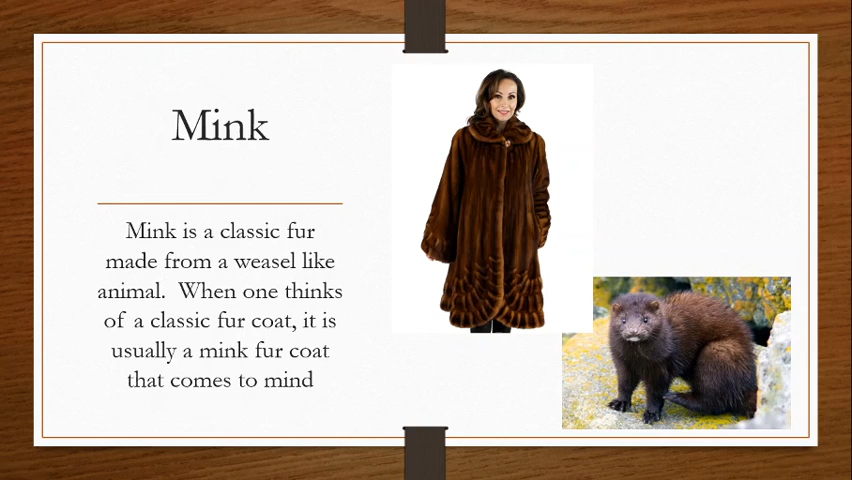 Mink
Mink is a classic fur
made from a weasel like
animal.  When one thinks
of a classic fur coat, it is
usually a mink fur coat
that comes to mind